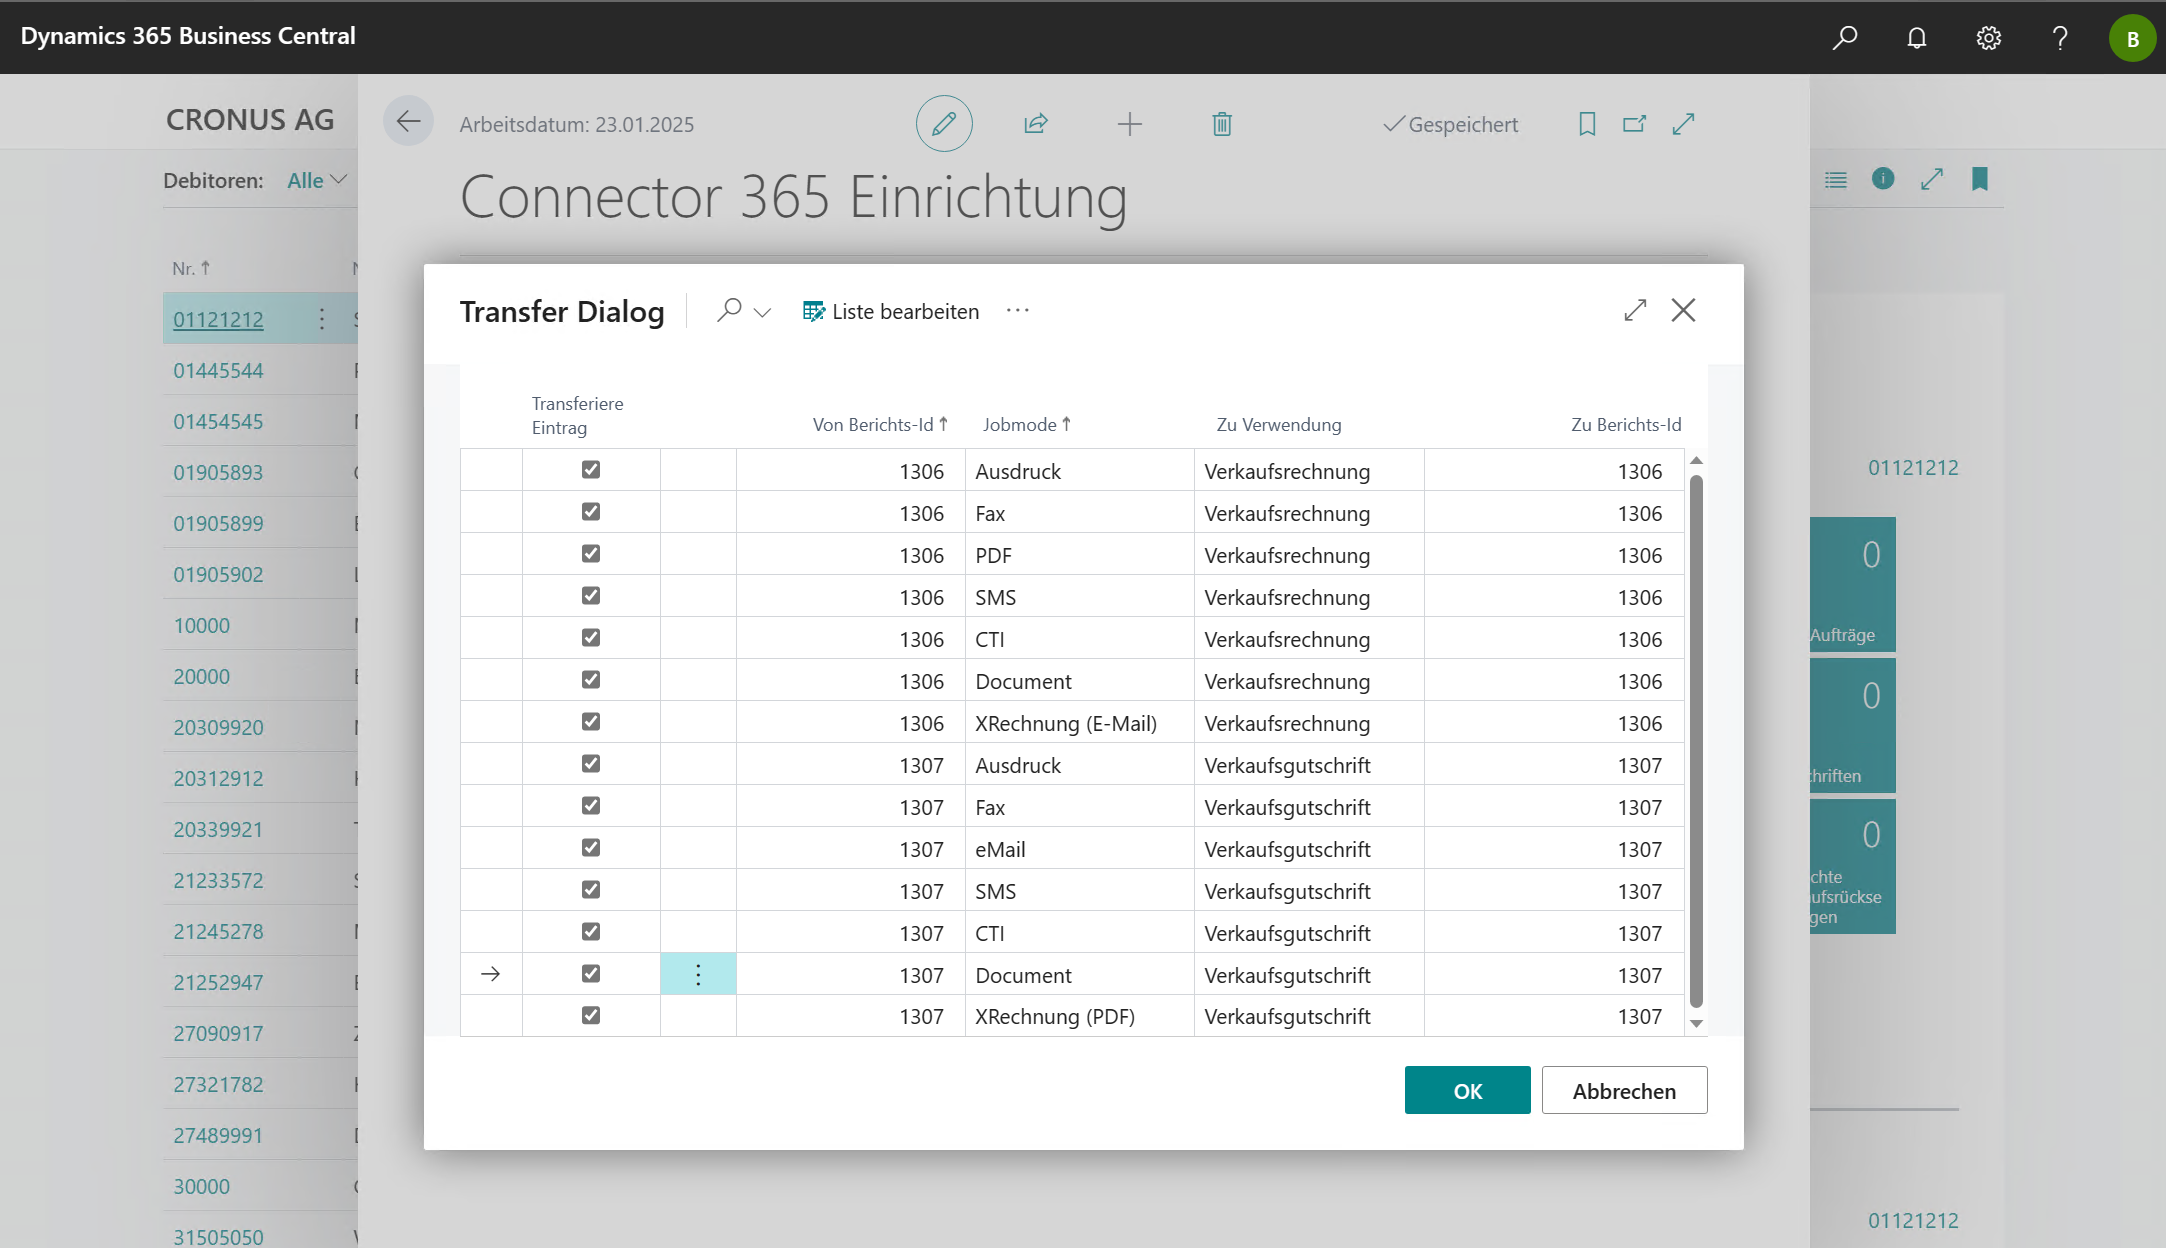 Dynamics 365 Business Central
B
CRONUS AG
Arbeitsdatum: 23.01.2025
Gespeichert
Debitoren: Alle
Connector 365 Einrichtung
Nr.
01121212
01445544
01454545
01905893
01905899
01905902
10000
20000
20309920
20312912
20339921
21233572
21245278
21252947
27090917
27321782
27489991
30000
31505050
Transfer Dialog
Liste bearbeiten
Transferiere Eintrag Von Berichts-Id Jobmode Zu Verwendung Zu Berichts-Id
1306 Ausdruck Verkaufsrechnung 1306
1306 Fax Verkaufsrechnung 1306
1306 PDF Verkaufsrechnung 1306
1306 SMS Verkaufsrechnung 1306
1306 CTI Verkaufsrechnung 1306
1306 Document Verkaufsrechnung 1306
1306 XRechnung (E-Mail) Verkaufsrechnung 1306
1307 Ausdruck Verkaufsgutschrift 1307
1307 Fax Verkaufsgutschrift 1307
1307 eMail Verkaufsgutschrift 1307
1307 SMS Verkaufsgutschrift 1307
1307 CTI Verkaufsgutschrift 1307
1307 Document Verkaufsgutschrift 1307
1307 XRechnung (PDF) Verkaufsgutschrift 1307
OK Abbrechen
01121212
0
Aufträge
0
hriften
0
chte
ufsrückse
gen
01121212